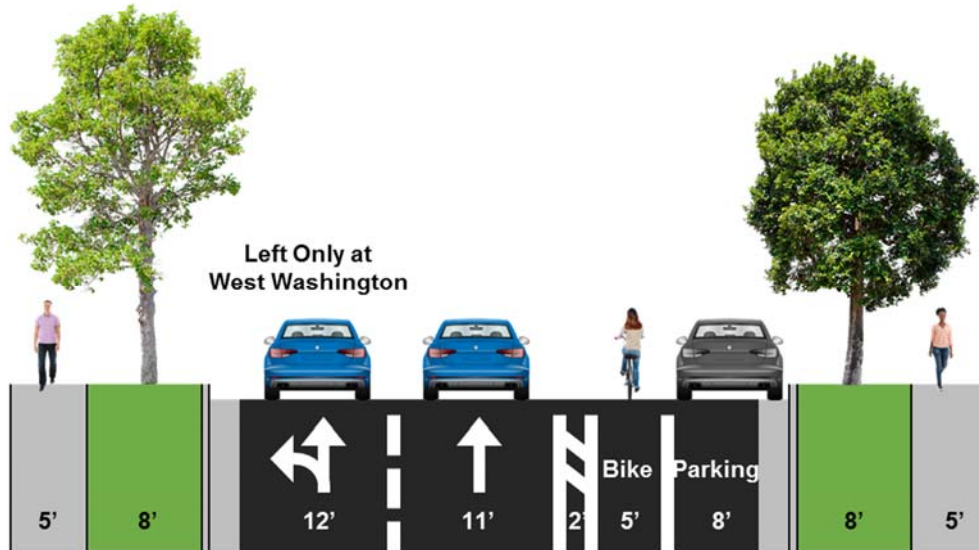 Left Only at
West Washington
Bike
Parking
5'
8'
12'
11'
2'
5'
8'
8'
5'